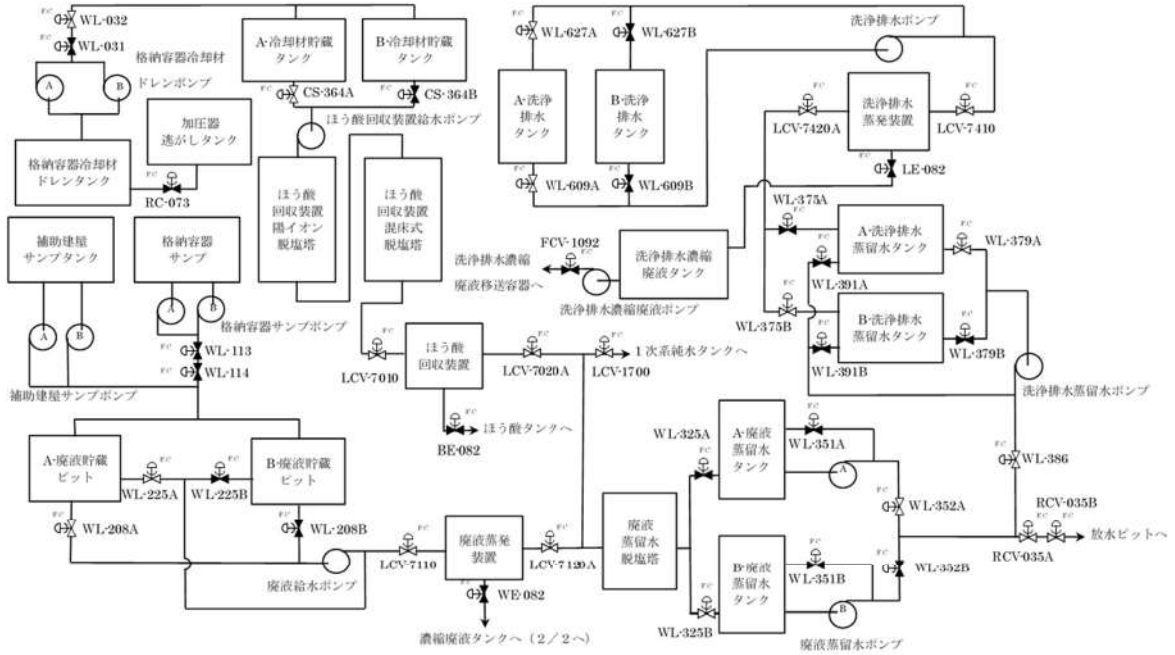 F.C
WL-032
F.C
WL-031
格納容器冷却材
ドレンポンプ
A
B
加圧器
逃がしタンク
格納容器冷却材
ドレンタンク
F.C
RC-073
A-冷却材貯蔵
タンク
B-冷却材貯蔵
タンク
F.C
CS-364A
F.C
CS-364B
ほう酸回収装置給水ポンプ
ほう酸
回収装置
陽イオン
脱塩塔
ほう酸
回収装置
混床式
脱塩塔
F.C
WL-627A
F.C
WL-627B
洗浄排水ポンプ
A-洗浄
排水
タンク
B-洗浄
排水
タンク
F.C
WL-609A
F.C
WL-609B
F.C
LCV-7420A
洗浄排水
蒸発装置
F.C
LCV-7410
F.C
LE-082
補助建屋
サンプタンク
格納容器
サンプ
A
B
A
B
格納容器サンプポンプ
F.C
WL-113
F.C
WL-114
補助建屋サンプポンプ
FCV-1092
F.C
洗浄排水濃縮
廃液移送容器へ
洗浄排水濃縮
廃液タンク
洗浄排水濃縮廃液ポンプ
WL-375A
F.C
A-洗浄排水
蒸留水タンク
F.C
WL-379A
F.C
WL-391A
F.C
WL-375B
B-洗浄排水
蒸留水タンク
F.C
WL-379B
F.C
WL-391B
洗浄排水蒸留水ポンプ
F.C
LCV-7010
ほう酸
回収装置
F.C
LCV-7020A
F.C
LCV-1700
1次系純水タンクへ
F.C
BE-082
ほう酸タンクへ
A-廃液貯蔵
ピット
F.C
WL-225A
F.C
WL-225B
B-廃液貯蔵
ピット
F.C
WL-208A
F.C
WL-208B
廃液給水ポンプ
F.C
LCV-7110
廃液蒸発
装置
F.C
LCV-7120A
F.C
WE-082
濃縮廃液タンクへ(2/2へ)
廃液
蒸留水
脱塩塔
WL-325A
F.C
A-廃液
蒸留水
タンク
F.C
WL-351A
A
F.C
WL-352A
F.C
WL-325B
B-廃液
蒸留水
タンク
F.C
WL-351B
B
F.C
WL-352B
廃液蒸留水ポンプ
F.C
WL-386
RCV-035B
F.C
F.C
RCV-035A
放水ピットへ